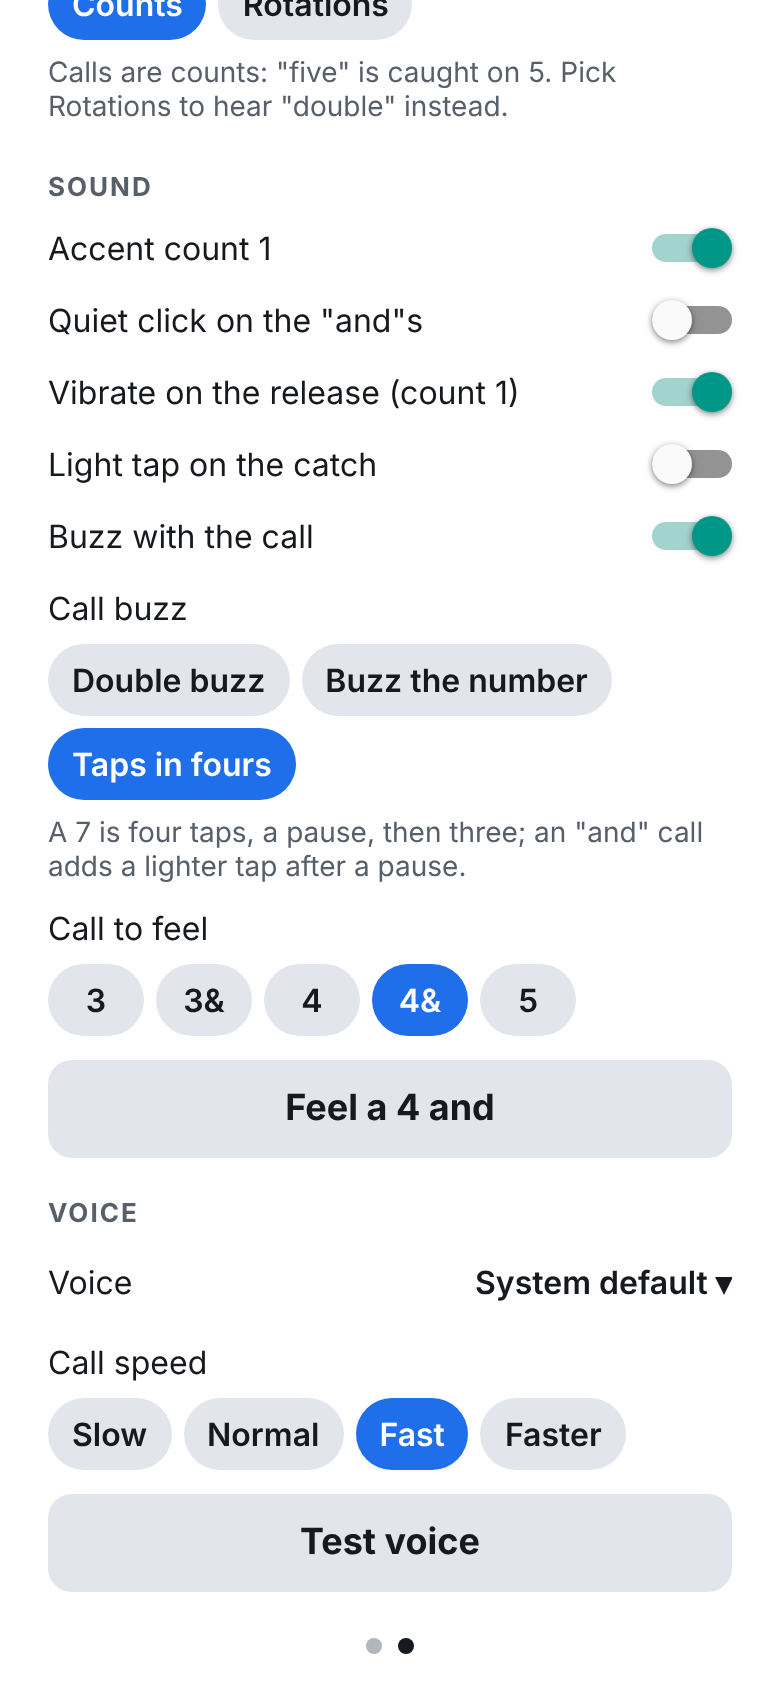 Counts Rotations
Calls are counts: "five" is caught on 5. Pick
Rotations to hear "double" instead.
SOUND
Accent count 1
Quiet click on the "and"s
Vibrate on the release (count 1)
Light tap on the catch
Buzz with the call
Call buzz
Double buzz Buzz the number
Taps in fours
A 7 is four taps, a pause, then three; an "and" call
adds a lighter tap after a pause.
Call to feel
3 3& 4 4& 5
Feel a 4 and
VOICE
Voice System default ▾
Call speed
Slow Normal Fast Faster
Test voice